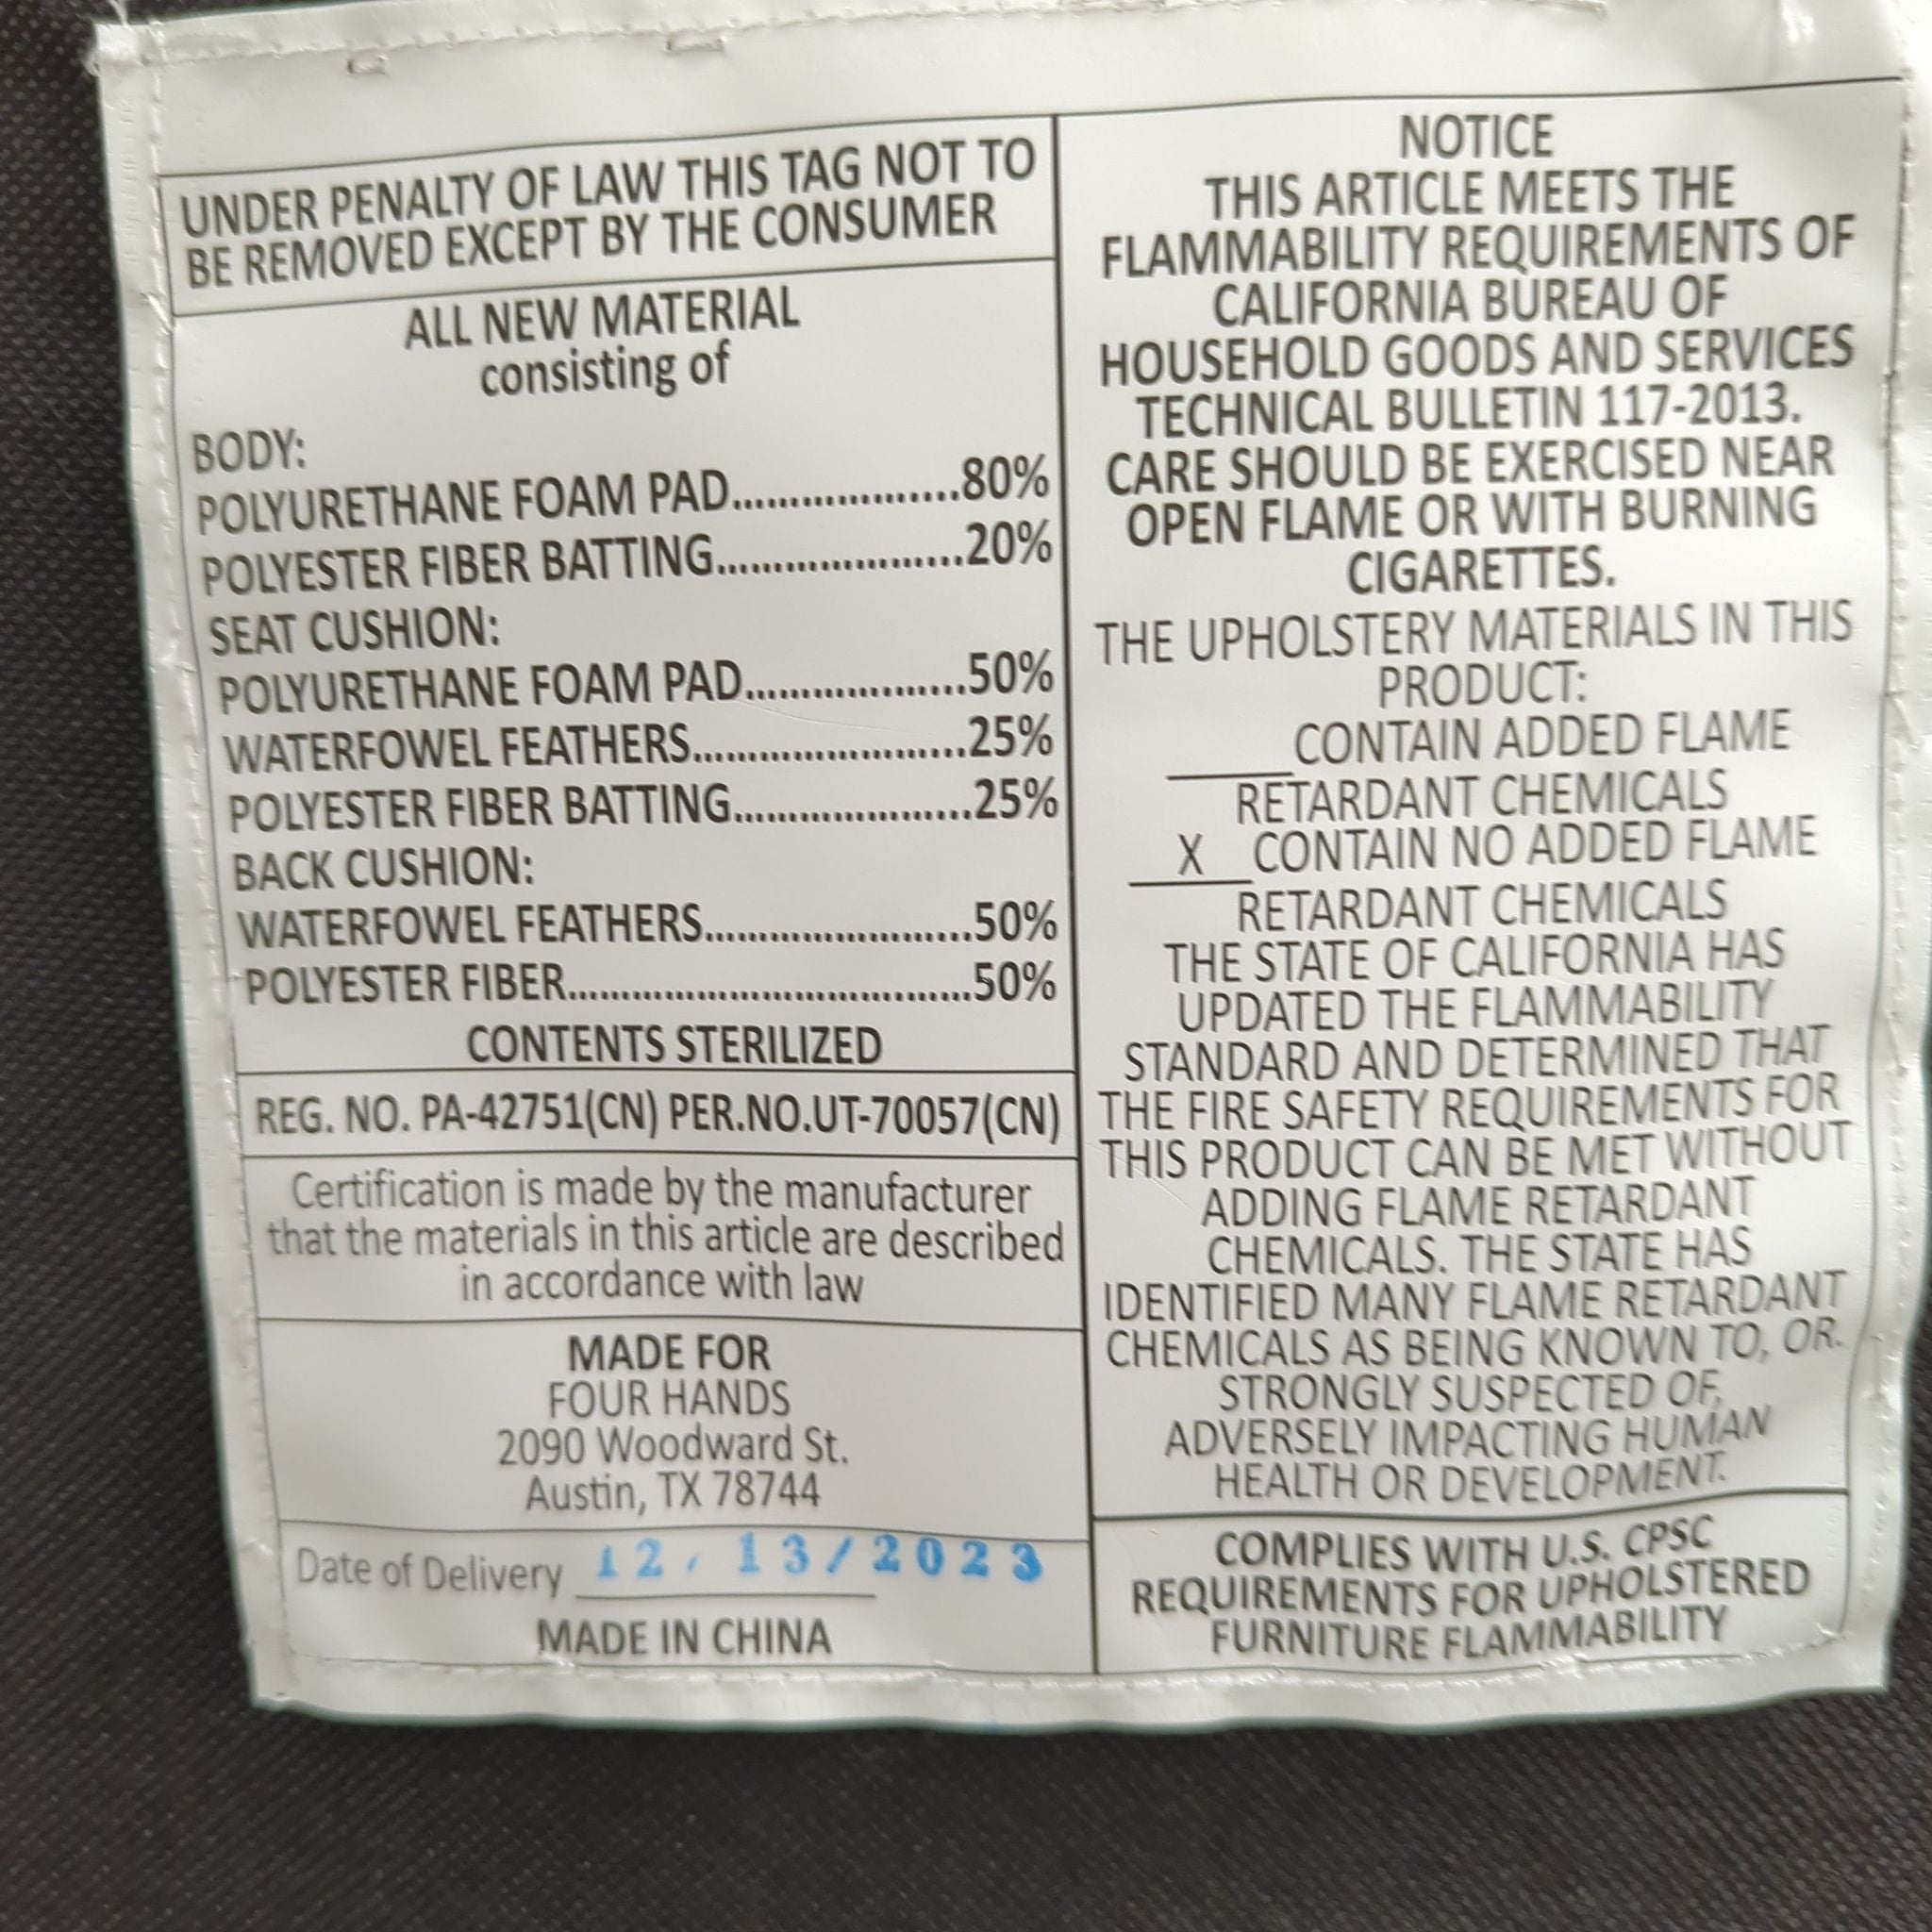 UNDER PENALTY OF LAW THIS TAG NOT TO
BE REMOVED EXCEPT BY THE CONSUMER
ALL NEW MATERIAL
consisting of
BODY:
POLYURETHANE FOAM PAD...................80%
POLYESTER FIBER BATTING.....................20%
SEAT CUSHION:
POLYURETHANE FOAM PAD...................50%
WATERFOWEL FEATHERS.......................25%
POLYESTER FIBER BATTING....................25%
BACK CUSHION:
WATERFOWEL FEATHERS.......................50%
POLYESTER FIBER...................................50%
CONTENTS STERILIZED
REG. NO. PA-42751(CN) PER.NO.UT-70057(CN)
Certification is made by the manufacturer
that the materials in this article are described
in accordance with law
MADE FOR
FOUR HANDS
2090 Woodward St.
Austin, TX 78744
Date of Delivery 12/13/2023
MADE IN CHINA
NOTICE
THIS ARTICLE MEETS THE
FLAMMABILITY REQUIREMENTS OF
CALIFORNIA BUREAU OF
HOUSEHOLD GOODS AND SERVICES
TECHNICAL BULLETIN 117-2013.
CARE SHOULD BE EXERCISED NEAR
OPEN FLAME OR WITH BURNING
CIGARETTES.
THE UPHOLSTERY MATERIALS IN THIS
PRODUCT:
_____CONTAIN ADDED FLAME
RETARDANT CHEMICALS
__X__CONTAIN NO ADDED FLAME
RETARDANT CHEMICALS
THE STATE OF CALIFORNIA HAS
UPDATED THE FLAMMABILITY
STANDARD AND DETERMINED THAT
THE FIRE SAFETY REQUIREMENTS FOR
THIS PRODUCT CAN BE MET WITHOUT
ADDING FLAME RETARDANT
CHEMICALS. THE STATE HAS
IDENTIFIED MANY FLAME RETARDANT
CHEMICALS AS BEING KNOWN TO, OR.
STRONGLY SUSPECTED OF,
ADVERSELY IMPACTING HUMAN
HEALTH OR DEVELOPMENT.
COMPLIES WITH U.S. CPSC
REQUIREMENTS FOR UPHOLSTERED
FURNITURE FLAMMABILITY